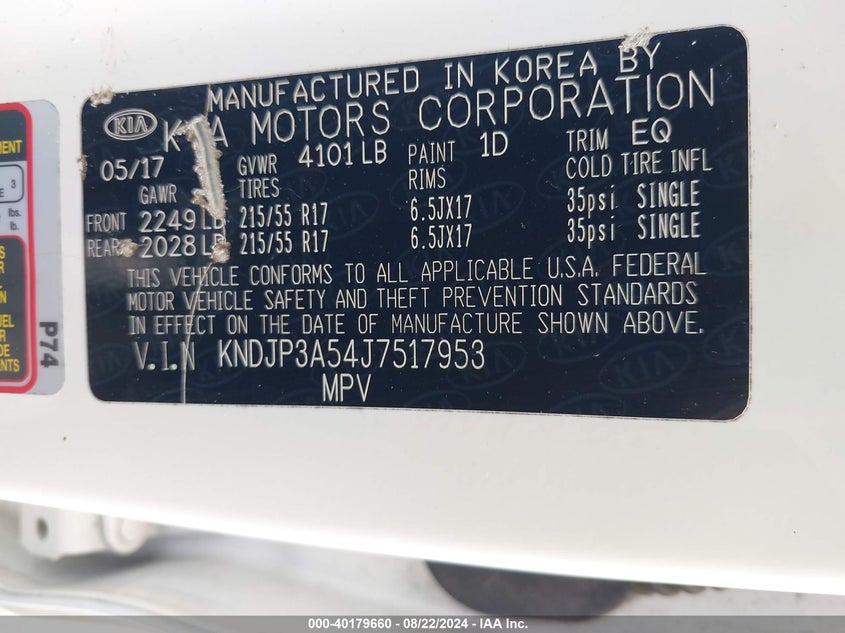 MANUFACTURED IN KOREA BY
KIA KIA MOTORS CORPORATION
05/17 GVWR 4101 LB PAINT 1D TRIM EQ
GAWR TIRES RIMS COLD TIRE INFL
FRONT 2249 LB 215/55 R17 6.5JX17 35psi SINGLE
REAR 2028 LB 215/55 R17 6.5JX17 35psi SINGLE
THIS VEHICLE CONFORMS TO ALL APPLICABLE U.S.A. FEDERAL
MOTOR VEHICLE SAFETY AND THEFT PREVENTION STANDARDS
IN EFFECT ON THE DATE OF MANUFACTURE SHOWN ABOVE.
V.I.N KNDJP3A54J7517953
MPV
3
lbs.
lb.
P74
000-40179660 - 08/22/2024 - IAA Inc.